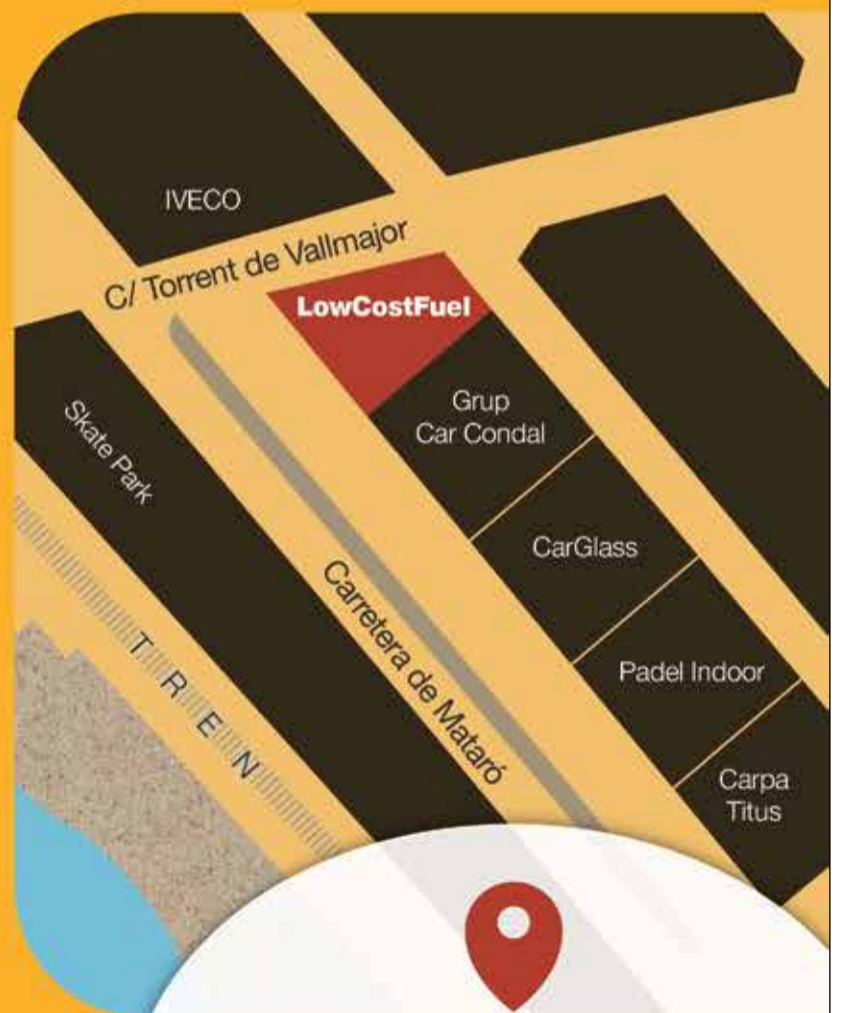 IVECO
C/ Torrent de Vallmajor
LowCostFuel
Grup
Car Condal
Skate Park
CarGlass
Carretera de Mataró
TREN
Padel Indoor
Carpa
Titus